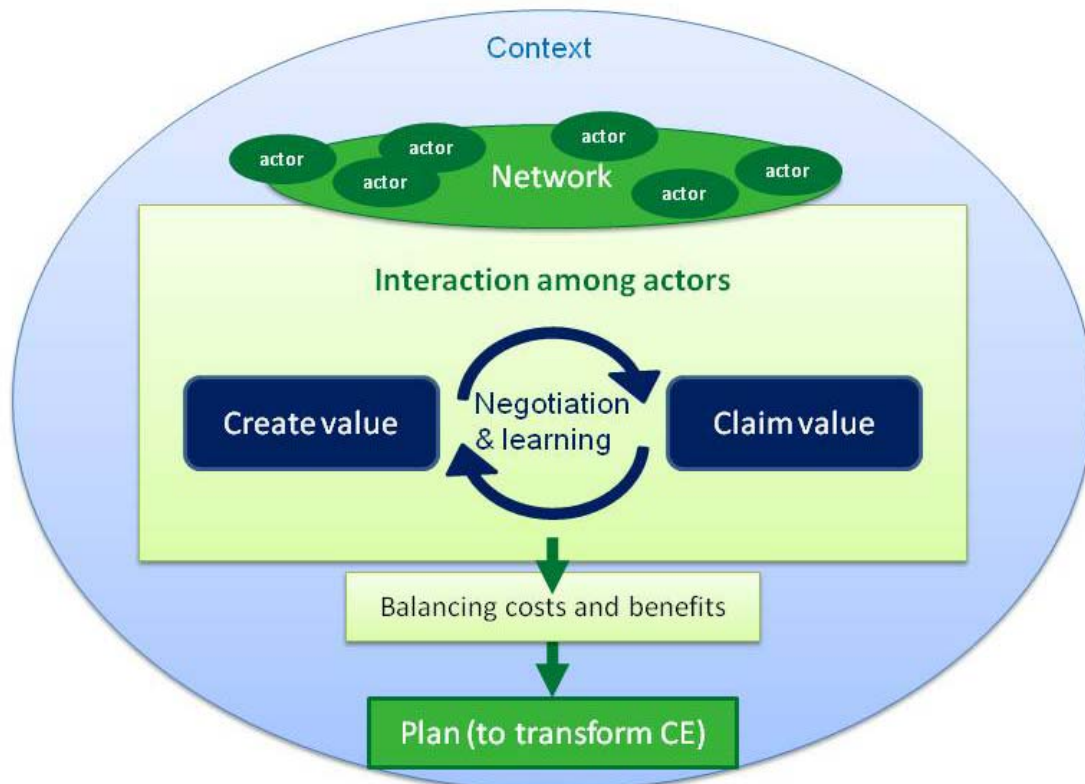 Context
actor
actor
actor
actor
actor
actor
Network
Interaction among actors
Create value
Negotiation
& learning
Claim value
Balancing costs and benefits
Plan (to transform CE)